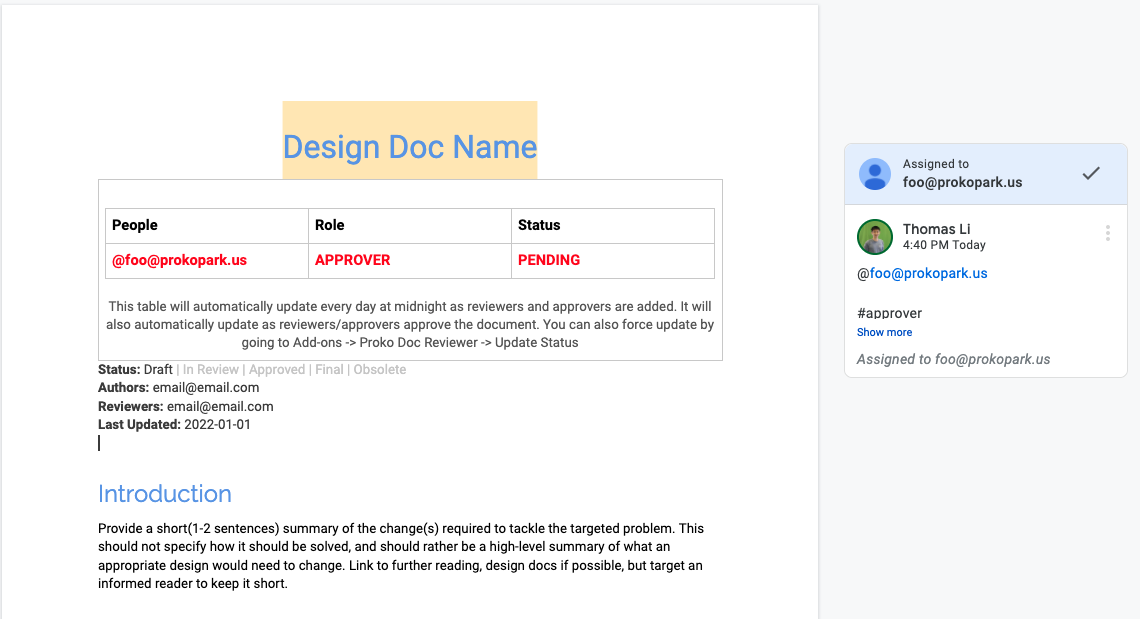 Design Doc Name
People Role Status
@foo@prokopark.us APPROVER PENDING
This table will automatically update every day at midnight as reviewers and approvers are added. It will
also automatically update as reviewers/approvers approve the document. You can also force update by
going to Add-ons -> Proko Doc Reviewer -> Update Status
Status: Draft | In Review | Approved | Final | Obsolete
Authors: email@email.com
Reviewers: email@email.com
Last Updated: 2022-01-01
Introduction
Provide a short(1-2 sentences) summary of the change(s) required to tackle the targeted problem. This
should not specify how it should be solved, and should rather be a high-level summary of what an
appropriate design would need to change. Link to further reading, design docs if possible, but target an
informed reader to keep it short.
Assigned to
foo@prokopark.us
Thomas Li
4:40 PM Today
@foo@prokopark.us
#approver
Show more
Assigned to foo@prokopark.us